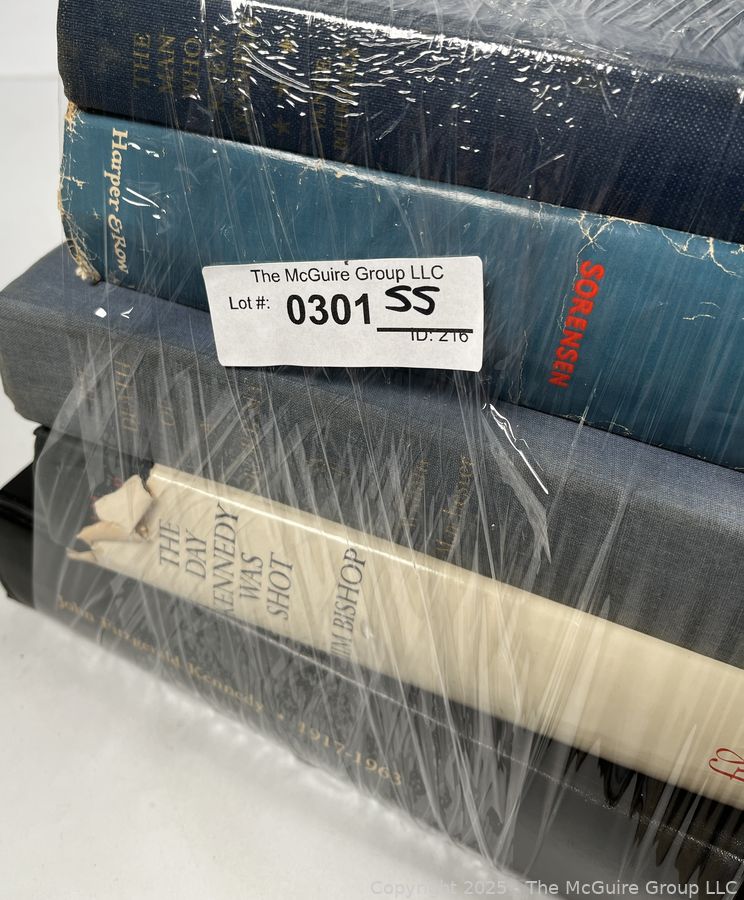 THE
MAN
WHO
Harper & Row
SORENSEN
The McGuire Group LLC
Lot #: 0301 SS
ID: 216
THE
DAY
KENNEDY
WAS
SHOT
JIM BISHOP
John Fitzgerald Kennedy • 1917-1963
Copyright 2025 - The McGuire Group LLC